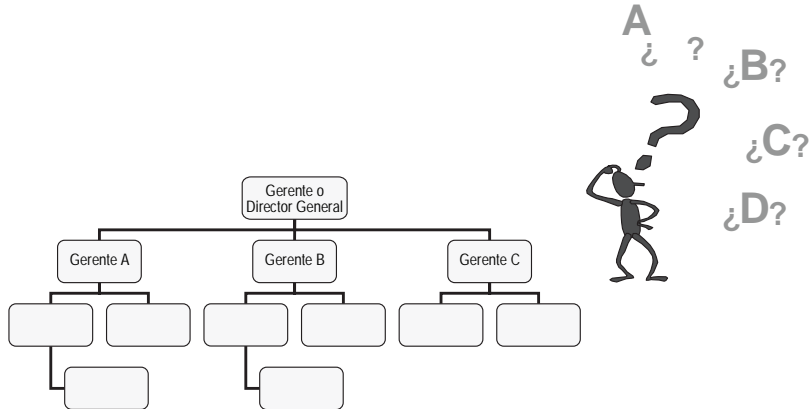 A
¿ ?
¿B?
¿C?
¿D?
Gerente o
Director General
Gerente A
Gerente B
Gerente C